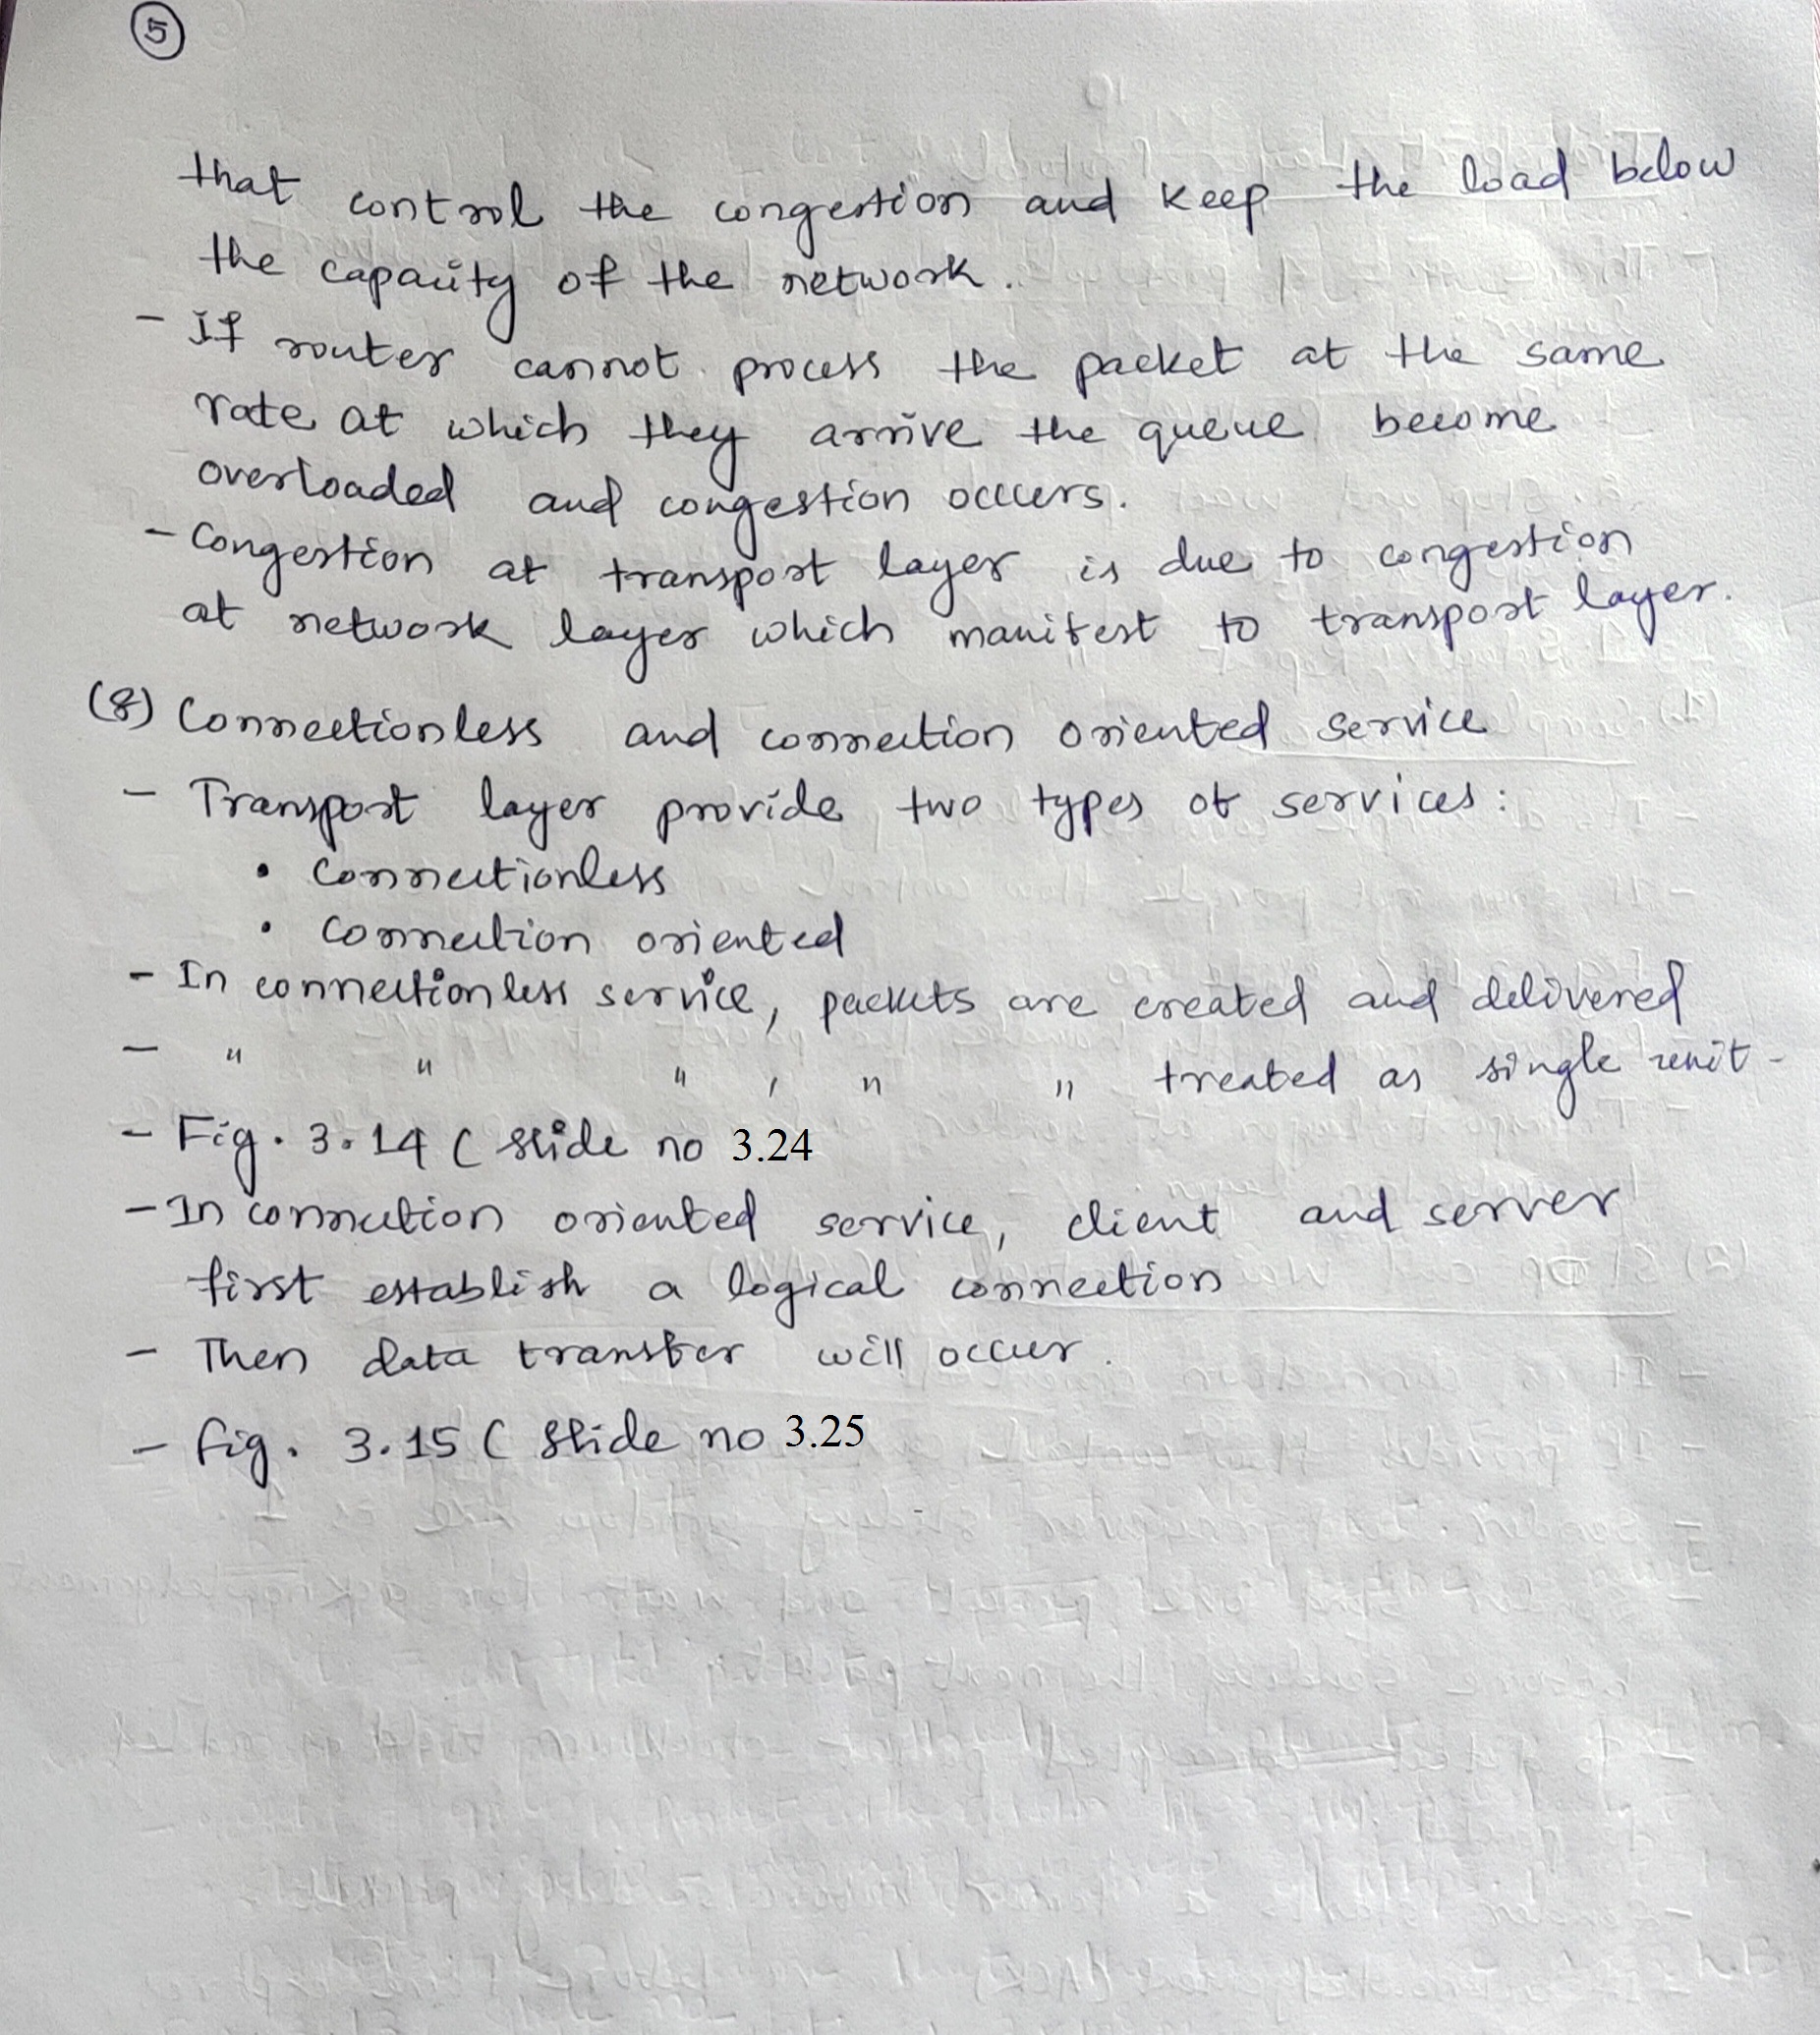 5
that control the congestion and keep the load below
the capacity of the network.
- If router cannot process the packet at the same
rate at which they arrive the queue become
overloaded and congestion occcers.
- Congestion at transport layer is due to congestion
at network layer which manifest to transport layer.
(8) Connectionless and connection oriented service
- Transport layer provide two types of services :
• Connectionless
• Connection oriented
- In connectionless service, packets are created and delivered
- " " " , " " treated as single unit -
- Fig. 3.14 ( slide no 3.24
- In connection oriented service, client and server
first establish a logical connection
- Then data transfer will occur.
- fig. 3.15 ( Slide no 3.25